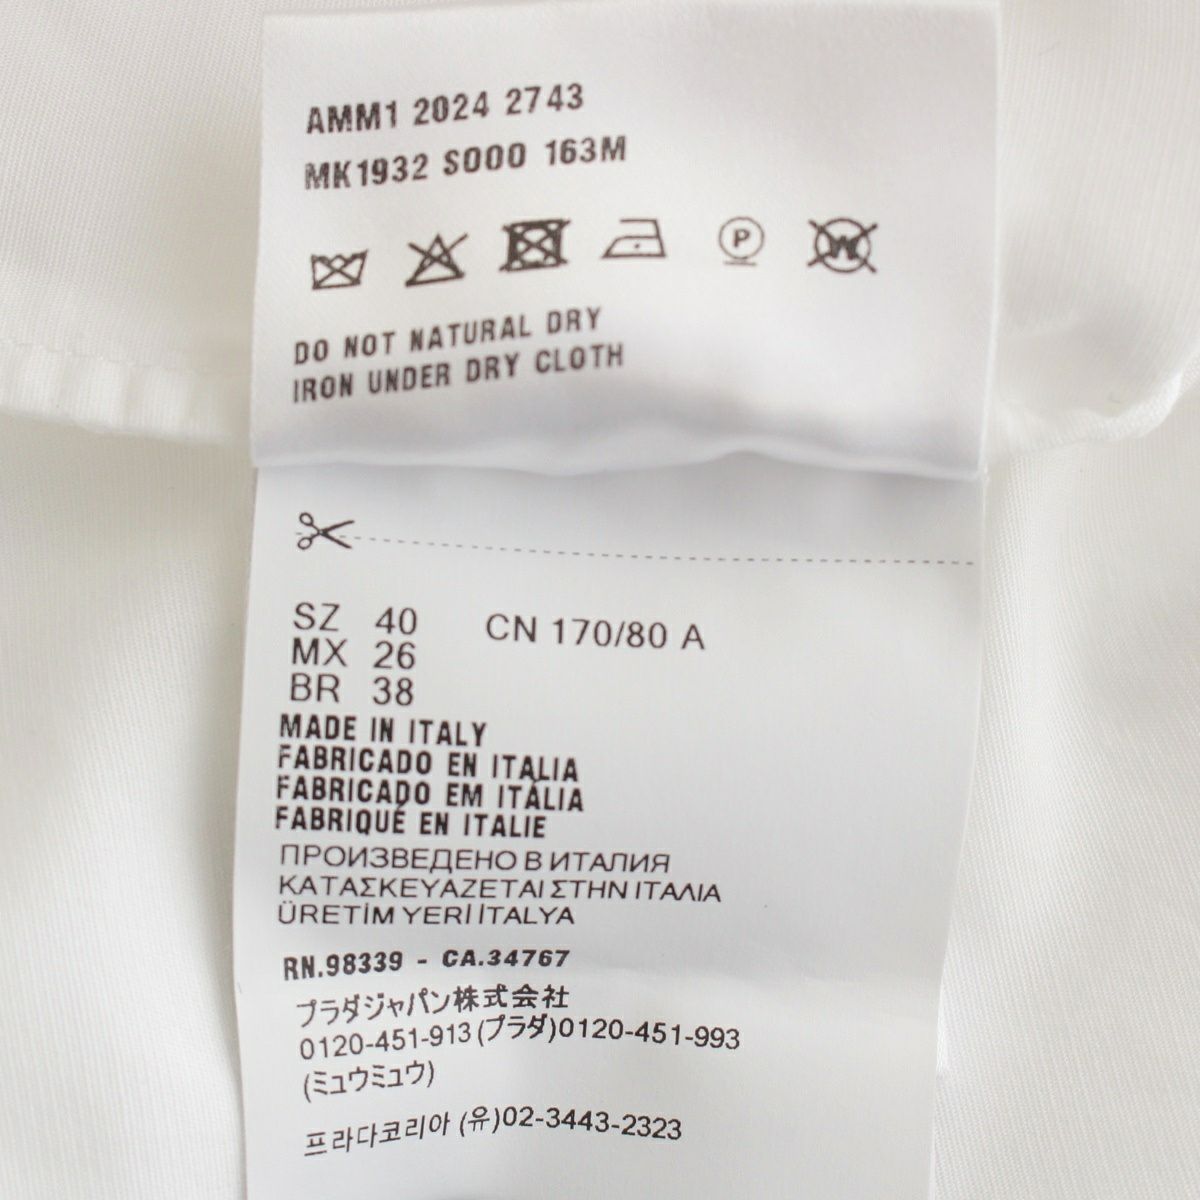 AMM1 2024 2743
MK1932 S000 163M
P
W
DO NOT NATURAL DRY
IRON UNDER DRY CLOTH
SZ 40 CN 170/80 A
MX 26
BR 38
MADE IN ITALY
FABRICADO EN ITALIA
FABRICADO EM ITÁLIA
FABRIQUÉ EN ITALIE
ПРОИЗВЕДЕНО В ИТАЛИЯ
ΚΑΤΑΣΚΕΥΑΖΕΤΑΙ ΣΤΗΝ ΙΤΑΛΙΑ
ÜRETİM YERİ İTALYA
RN.98339 - CA.34767
プラダジャパン株式会社
0120-451-913(プラダ)0120-451-993
(ミュウミュウ)
프라다코리아 (유)02-3443-2323